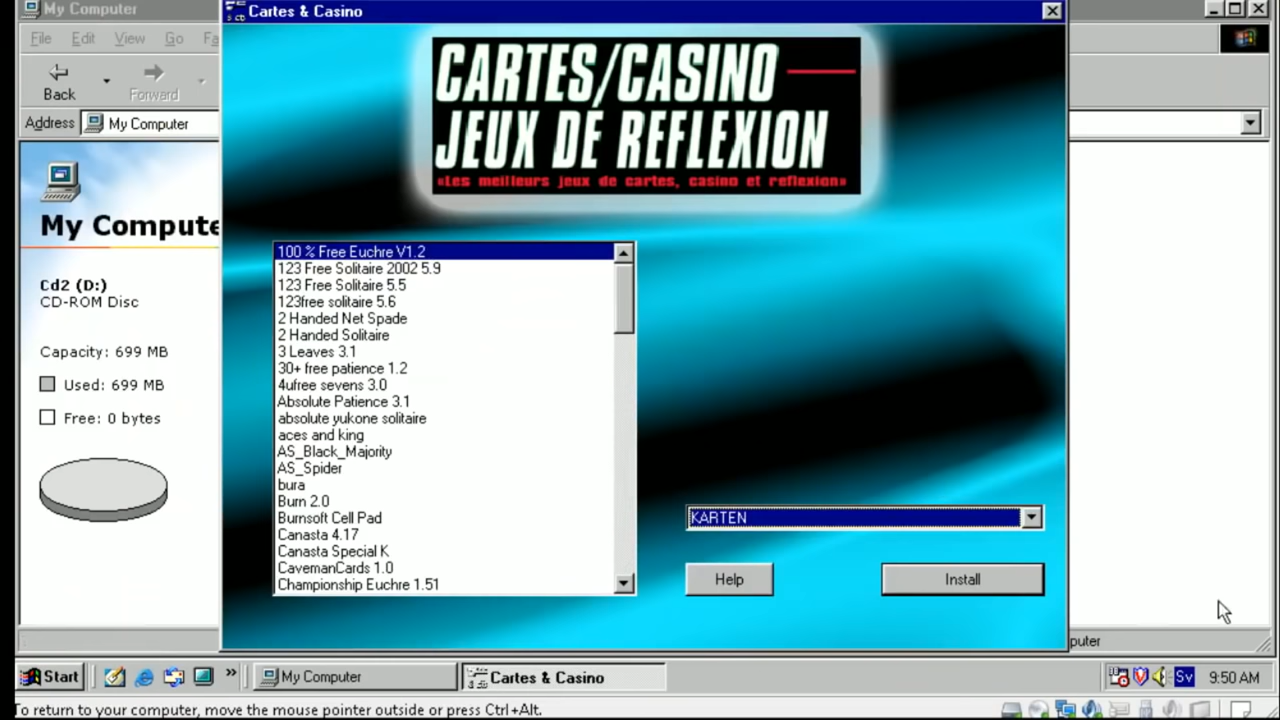 My Computer
Cartes & Casino
File Edit View Go Fa
Back
Forward
Address My Computer
CARTES/CASINO
JEUX DE REFLEXION
«Les meilleurs jeux de cartes, casino et reflexion»
My Compute
Cd2 (D:)
CD-ROM Disc
Capacity: 699 MB
Used: 699 MB
Free: 0 bytes
100 % Free Euchre V1.2
123 Free Solitaire 2002 5.9
123 Free Solitaire 5.5
123free solitaire 5.6
2 Handed Net Spade
2 Handed Solitaire
3 Leaves 3.1
30+ free patience 1.2
4ufree sevens 3.0
Absolute Patience 3.1
absolute yukone solitaire
aces and king
AS_Black_Majority
AS_Spider
bura
Burn 2.0
Burnsoft Cell Pad
Canasta 4.17
Canasta Special K
CavemanCards 1.0
Championship Euchre 1.51
KARTEN
Help
Install
puter
Start
»
My Computer
Cartes & Casino
Sv
9:50 AM
To return to your computer, move the mouse pointer outside or press Ctrl+Alt.